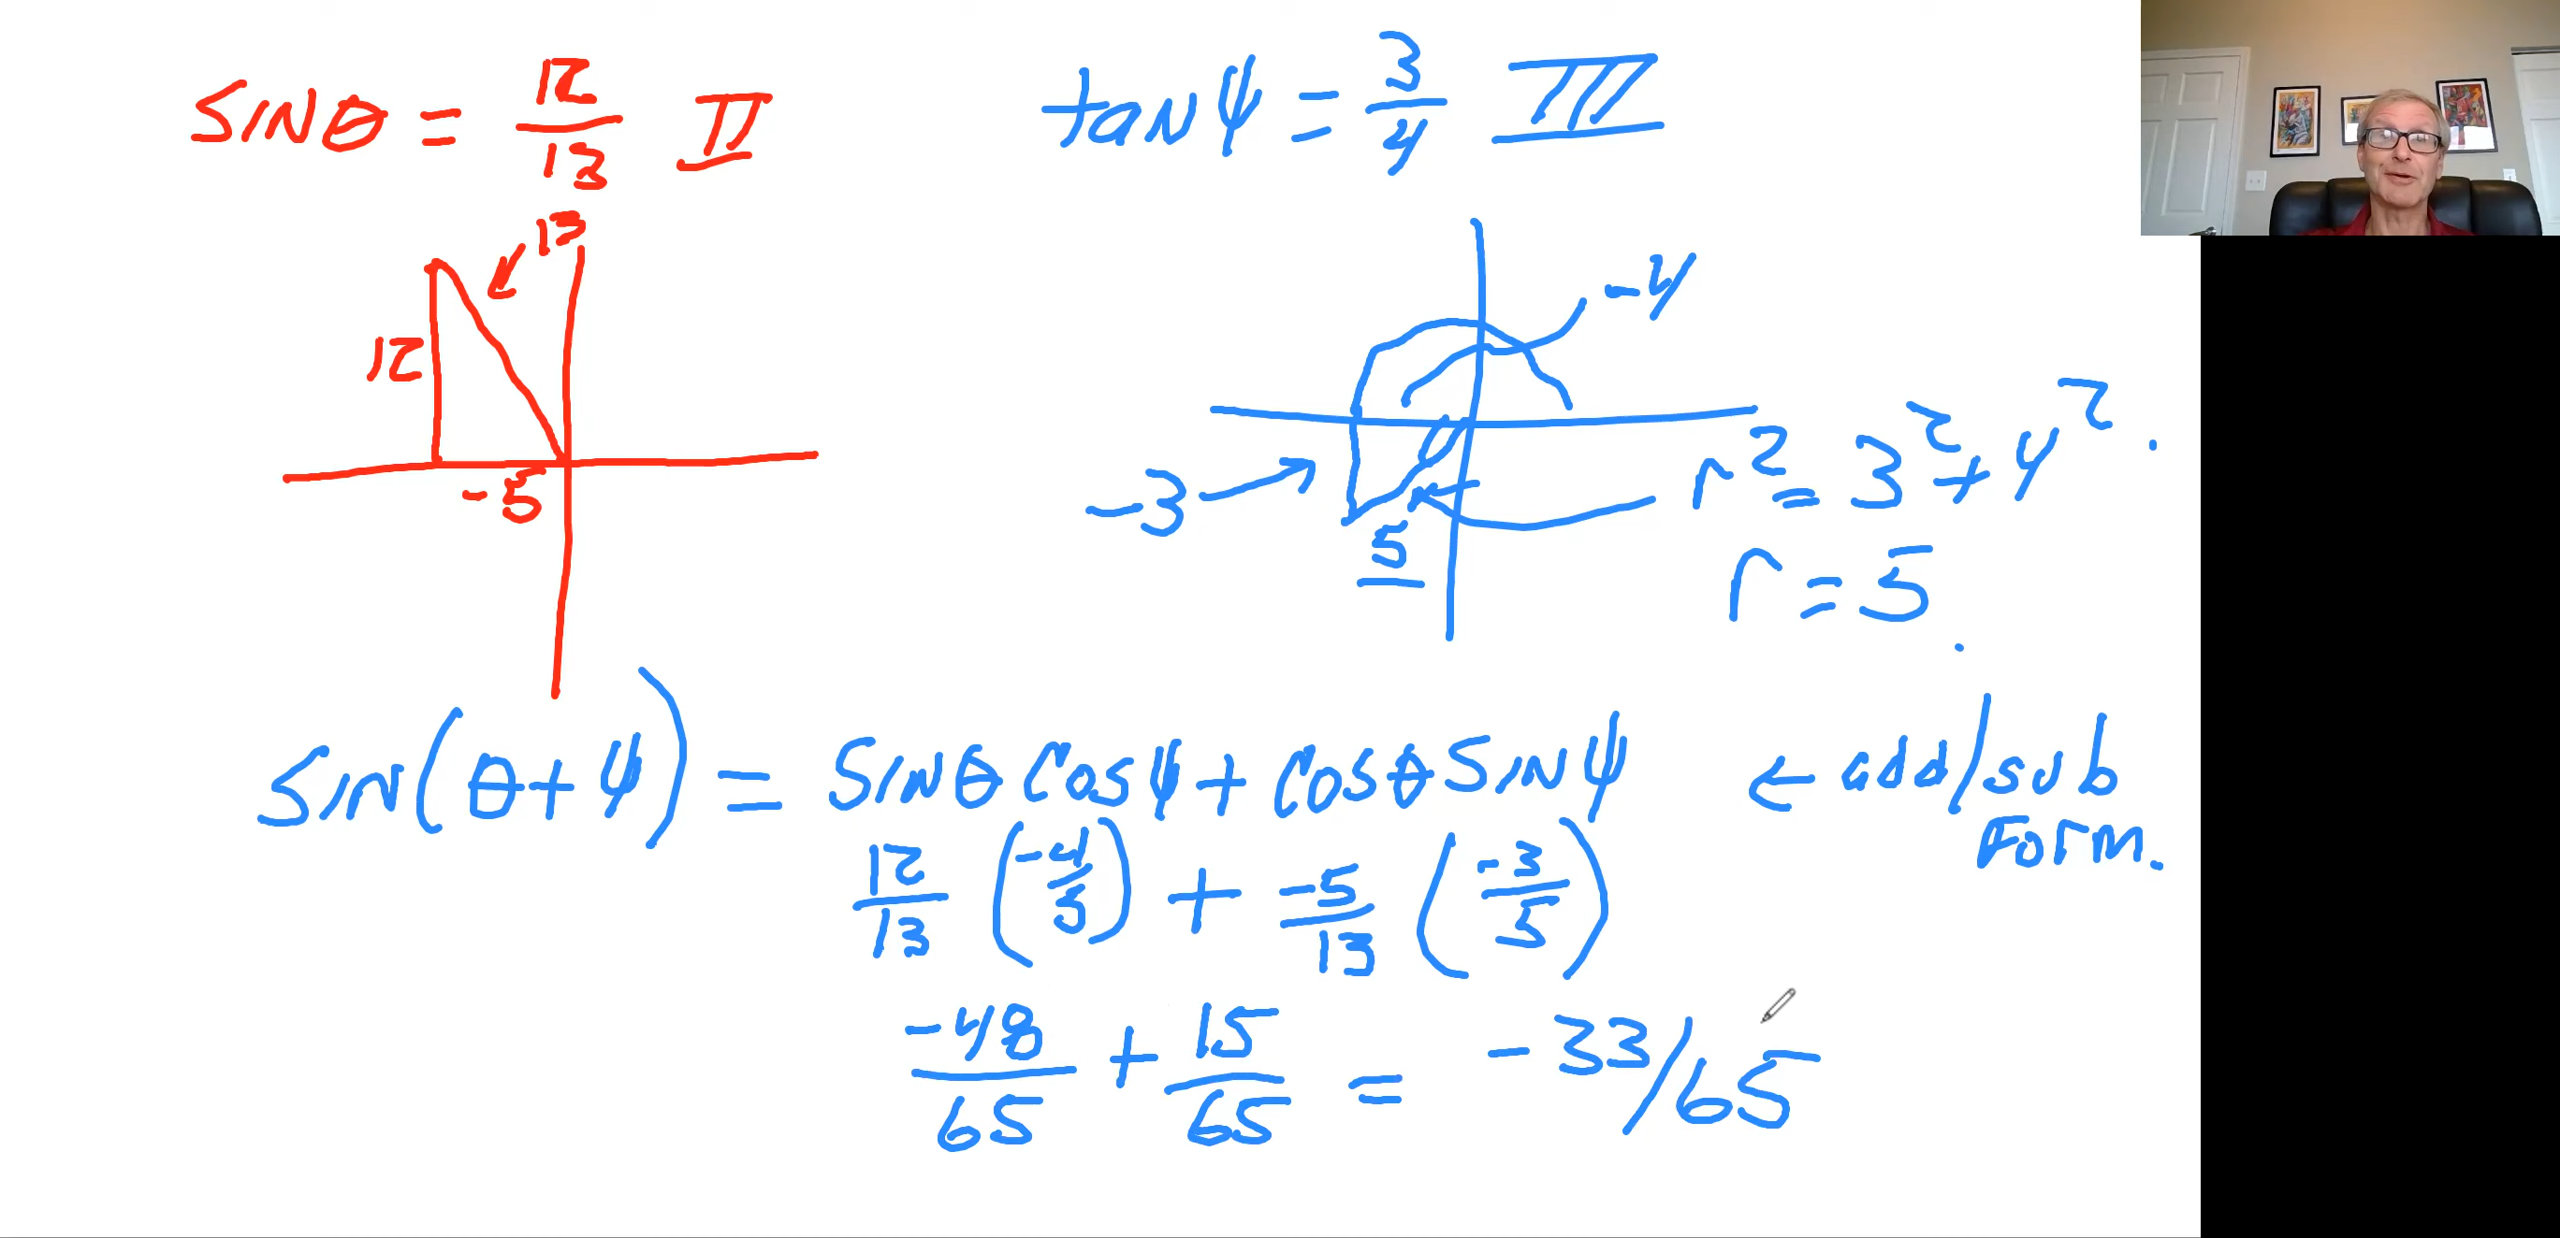 sinθ = 12/13 II
tanψ = 3/4 III
13
12
-5
-4
-3
5
r² = 3² + 4².
r = 5
sin(θ+ψ) = sinθ cosψ + cosθ sinψ ← add/sub
Form.
12/13 (-4/5) + -5/13 (-3/5)
-48/65 + 15/65 = -33/65